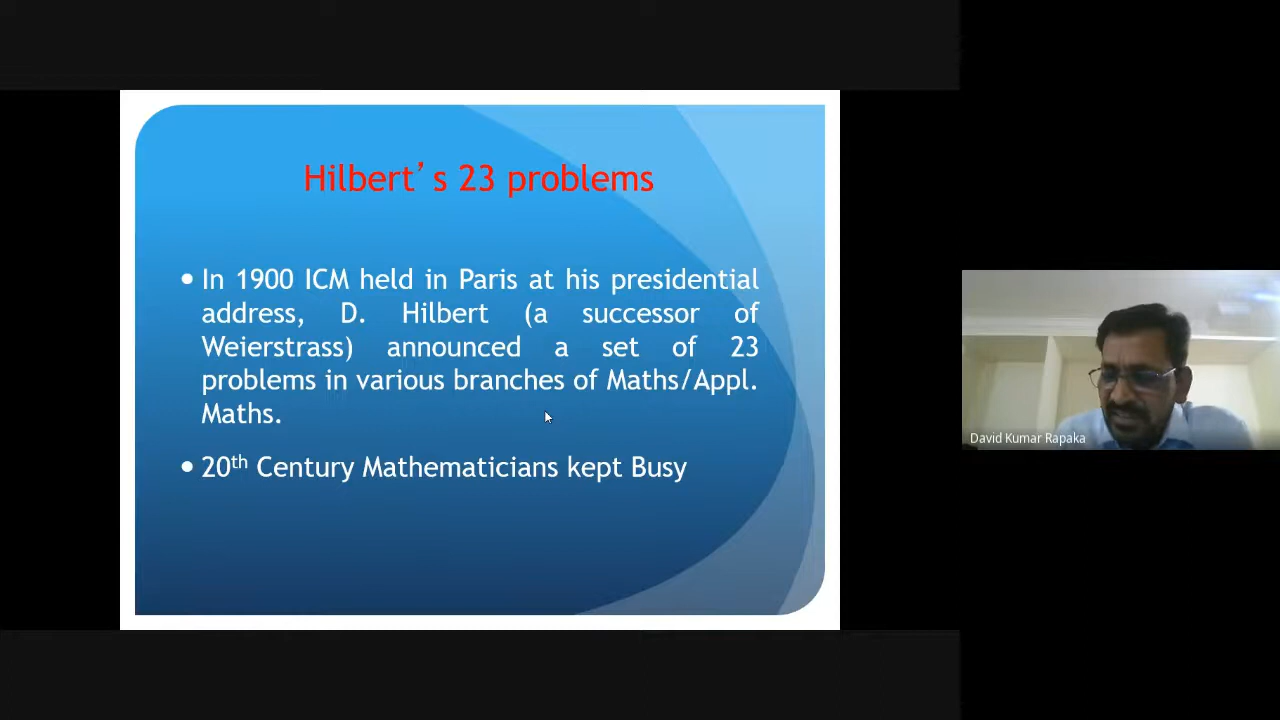 Hilbert’s 23 problems
• In 1900 ICM held in Paris at his presidential
address, D. Hilbert (a successor of
Weierstrass) announced a set of 23
problems in various branches of Maths/Appl.
Maths.
• 20th Century Mathematicians kept Busy
David Kumar Rapaka